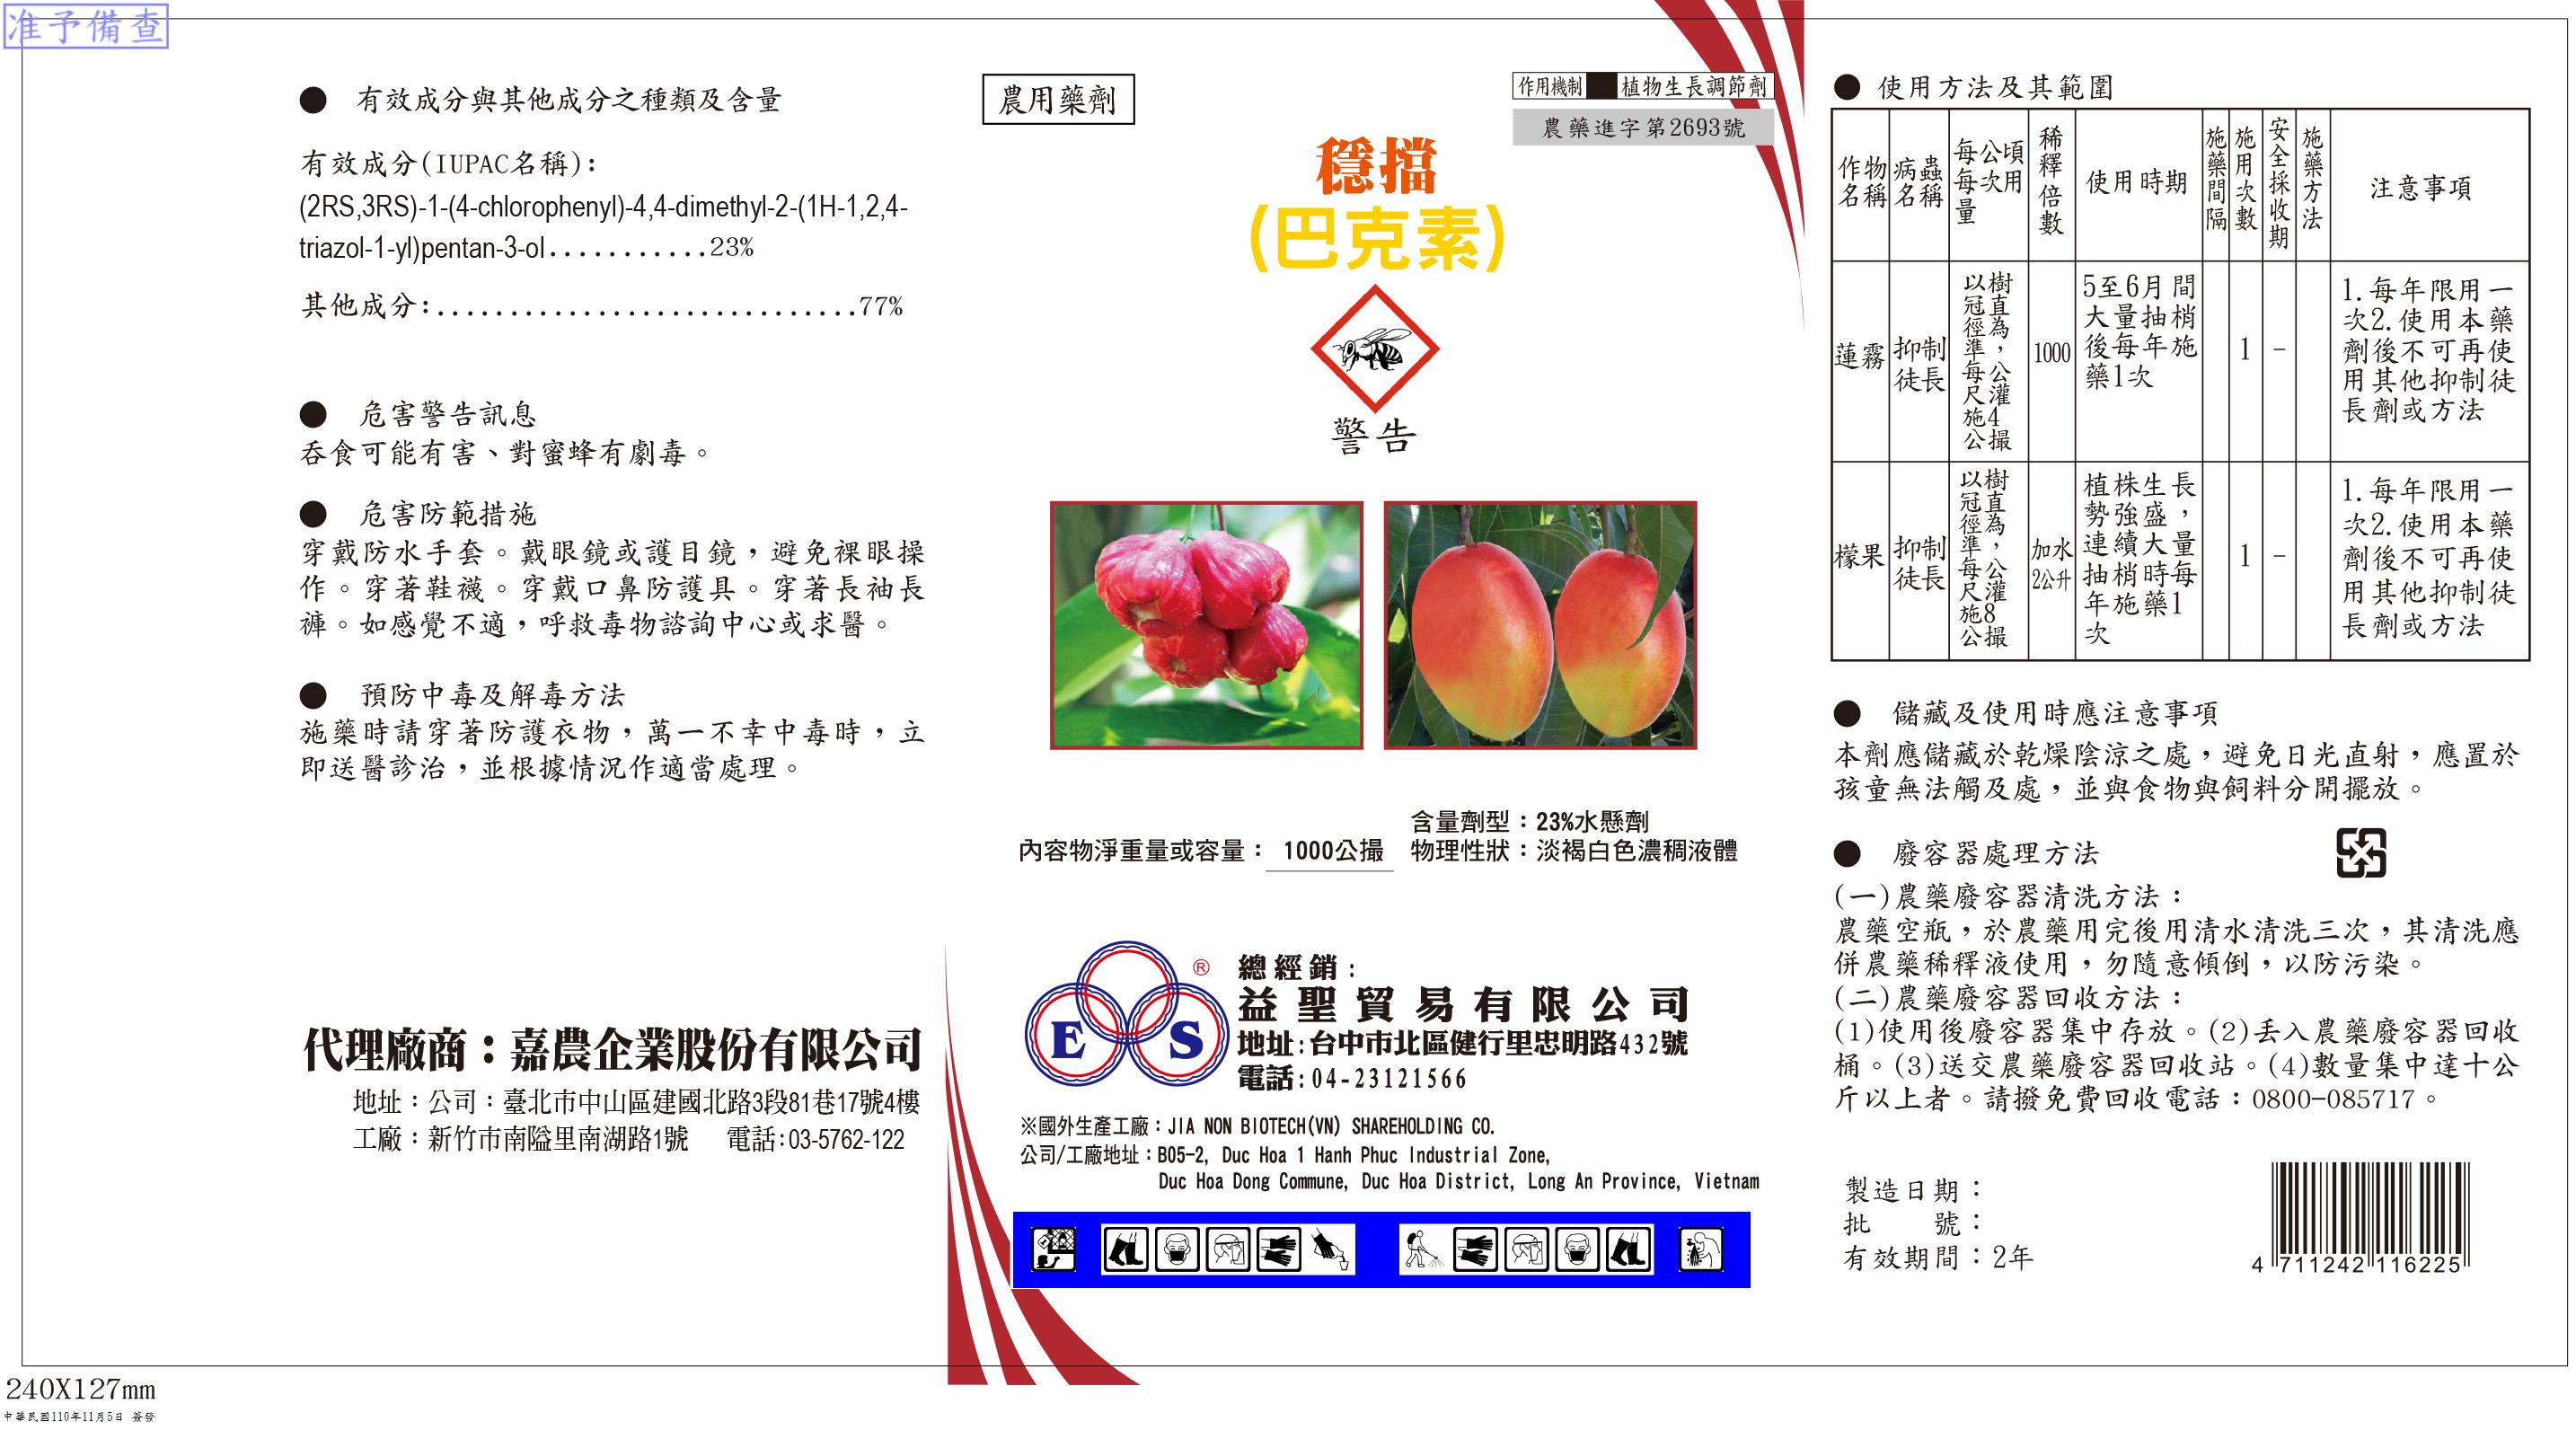 准予備查
● 有效成分與其他成分之種類及含量
有效成分(IUPAC名稱):
(2RS,3RS)-1-(4-chlorophenyl)-4,4-dimethyl-2-(1H-1,2,4-
triazol-1-yl)pentan-3-ol...........23%
其他成分:.............................77%
● 危害警告訊息
吞食可能有害、對蜜蜂有劇毒。
● 危害防範措施
穿戴防水手套。戴眼鏡或護目鏡，避免裸眼操
作。穿著鞋襪。穿戴口鼻防護具。穿著長袖長
褲。如感覺不適，呼救毒物諮詢中心或求醫。
● 預防中毒及解毒方法
施藥時請穿著防護衣物，萬一不幸中毒時，立
即送醫診治，並根據情況作適當處理。
代理廠商：嘉農企業股份有限公司
地址：公司：臺北市中山區建國北路3段81巷17號4樓
工廠：新竹市南隘里南湖路1號 電話:03-5762-122
農用藥劑
作用機制 植物生長調節劑
農藥進字第2693號
穩擋
(巴克素)
警告
含量劑型：23%水懸劑
內容物淨重量或容量： 1000公撮 物理性狀：淡褐白色濃稠液體
E S ®
總經銷:
益聖貿易有限公司
地址:台中市北區健行里忠明路432號
電話:04-23121566
※國外生產工廠：JIA NON BIOTECH(VN) SHAREHOLDING CO.
公司/工廠地址：B05-2, Duc Hoa 1 Hanh Phuc Industrial Zone,
Duc Hoa Dong Commune, Duc Hoa District, Long An Province, Vietnam
● 使用方法及其範圍
作物名稱 病蟲名稱 每公頃每次用量 稀釋倍數 使用時期 施藥間隔 施用次數 安全採收期 施藥方法 注意事項
蓮霧 抑制徒長 以樹冠直徑為準，每公尺灌施4公撮 1000 5至6月間大量抽梢後每年施藥1次 1 - 1.每年限用一次2.使用本藥劑後不可再使用其他抑制徒長劑或方法
檬果 抑制徒長 以樹冠直徑為準，每公尺灌施8公撮 加水2公升 植株生長勢強盛，連續大量抽梢時每年施藥1次 1 - 1.每年限用一次2.使用本藥劑後不可再使用其他抑制徒長劑或方法
● 儲藏及使用時應注意事項
本劑應儲藏於乾燥陰涼之處，避免日光直射，應置於
孩童無法觸及處，並與食物與飼料分開擺放。
● 廢容器處理方法
(一)農藥廢容器清洗方法：
農藥空瓶，於農藥用完後用清水清洗三次，其清洗應
併農藥稀釋液使用，勿隨意傾倒，以防污染。
(二)農藥廢容器回收方法：
(1)使用後廢容器集中存放。(2)丟入農藥廢容器回收
桶。(3)送交農藥廢容器回收站。(4)數量集中達十公
斤以上者。請撥免費回收電話：0800-085717。
製造日期：
批 號：
有效期間：2年
4 711242 116225
240X127mm
中華民國110年11月5日 簽發